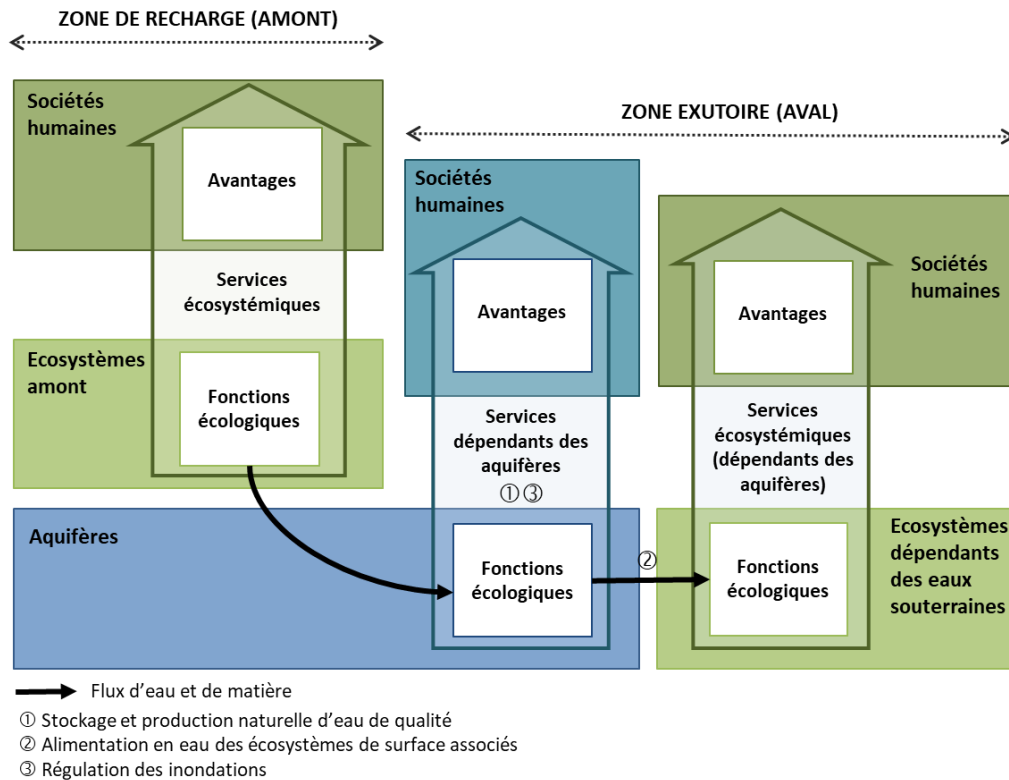 ZONE DE RECHARGE (AMONT)
Sociétés
humaines
Avantages
Services
écosystémiques
Ecosystèmes
amont
Fonctions
écologiques
ZONE EXUTOIRE (AVAL)
Sociétés
humaines
Avantages
Services
dépendants des
aquifères
① ③
Aquifères
Fonctions
écologiques
②
Sociétés
humaines
Avantages
Services
écosystémiques
(dépendants des
aquifères)
Fonctions
écologiques
Ecosystèmes
dépendants
des eaux
souterraines
Flux d’eau et de matière
① Stockage et production naturelle d’eau de qualité
② Alimentation en eau des écosystèmes de surface associés
③ Régulation des inondations